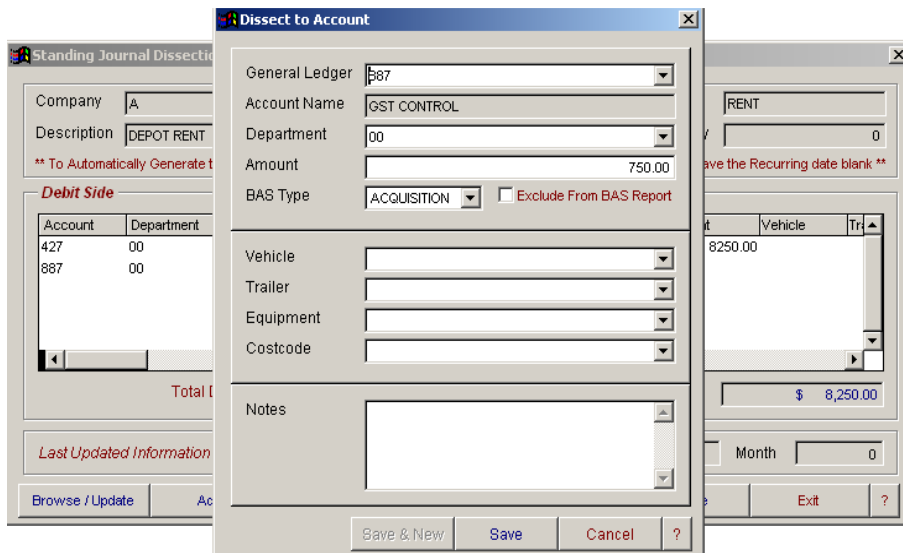 Dissect to Account
Standing Journal Dissectio
General Ledger 887
Company A
Account Name GST CONTROL
RENT
Description DEPOT RENT
Department 00
0
** To Automatically Generate t
Amount 750.00
ave the Recurring date blank **
BAS Type ACQUISITION Exclude From BAS Report
Debit Side
Account Department
Vehicle Tra
427 00
8250.00
887 00
Vehicle
Trailer
Equipment
Costcode
Total
$ 8,250.00
Notes
Last Updated Information
Month 0
Browse / Update
Ac
Exit
?
Save & New
Save
Cancel
?